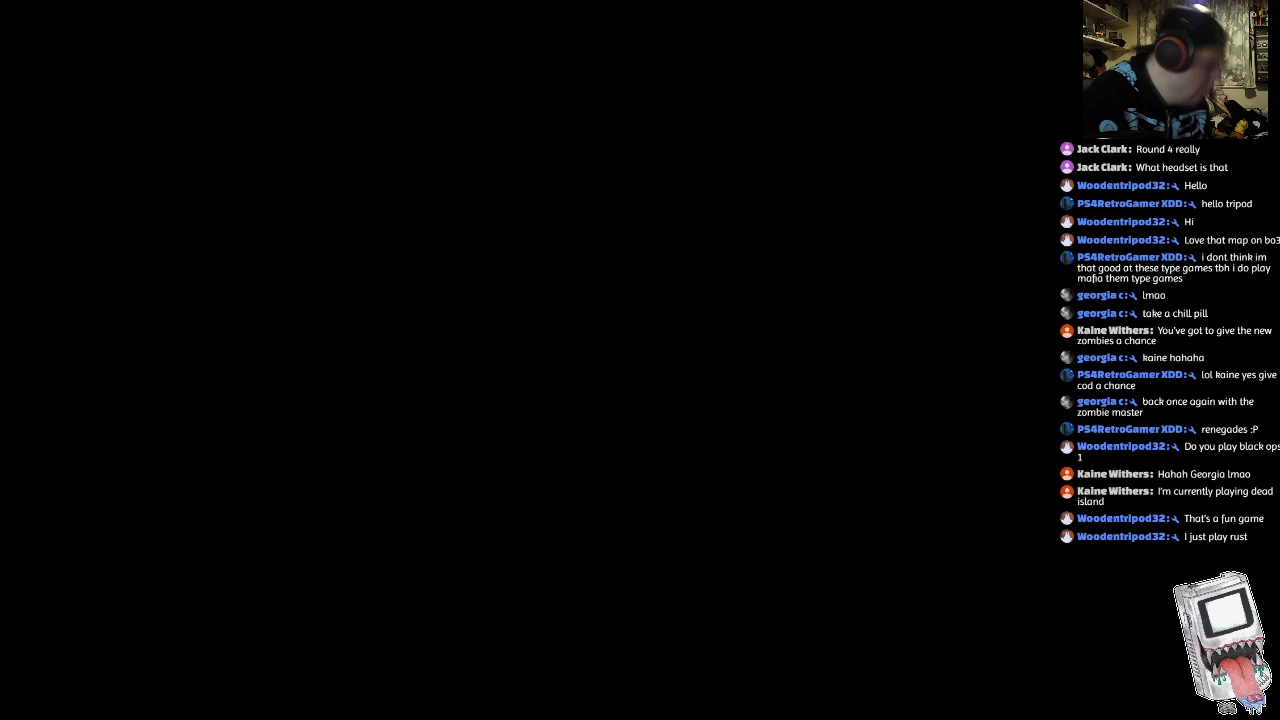 Jack Clark: Round 4 really
Jack Clark: What headset is that
Woodentripod32: Hello
PS4RetroGamer XDD: hello tripod
Woodentripod32: Hi
Woodentripod32: Love that map on bo3
PS4RetroGamer XDD: i dont think im
that good at these type games tbh i do play
mafia them type games
georgia c: lmao
georgia c: take a chill pill
Kaine Withers: You've got to give the new
zombies a chance
georgia c: kaine hahaha
PS4RetroGamer XDD: lol kaine yes give
cod a chance
georgia c: back once again with the
zombie master
PS4RetroGamer XDD: renegades :P
Woodentripod32: Do you play black ops
1
Kaine Withers: Hahah Georgia lmao
Kaine Withers: I'm currently playing dead
island
Woodentripod32: That's a fun game
Woodentripod32: I just play rust